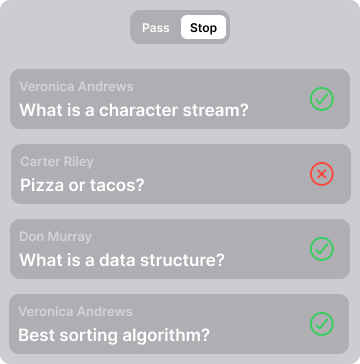 Pass Stop
Veronica Andrews
What is a character stream?
Carter Riley
Pizza or tacos?
Don Murray
What is a data structure?
Veronica Andrews
Best sorting algorithm?